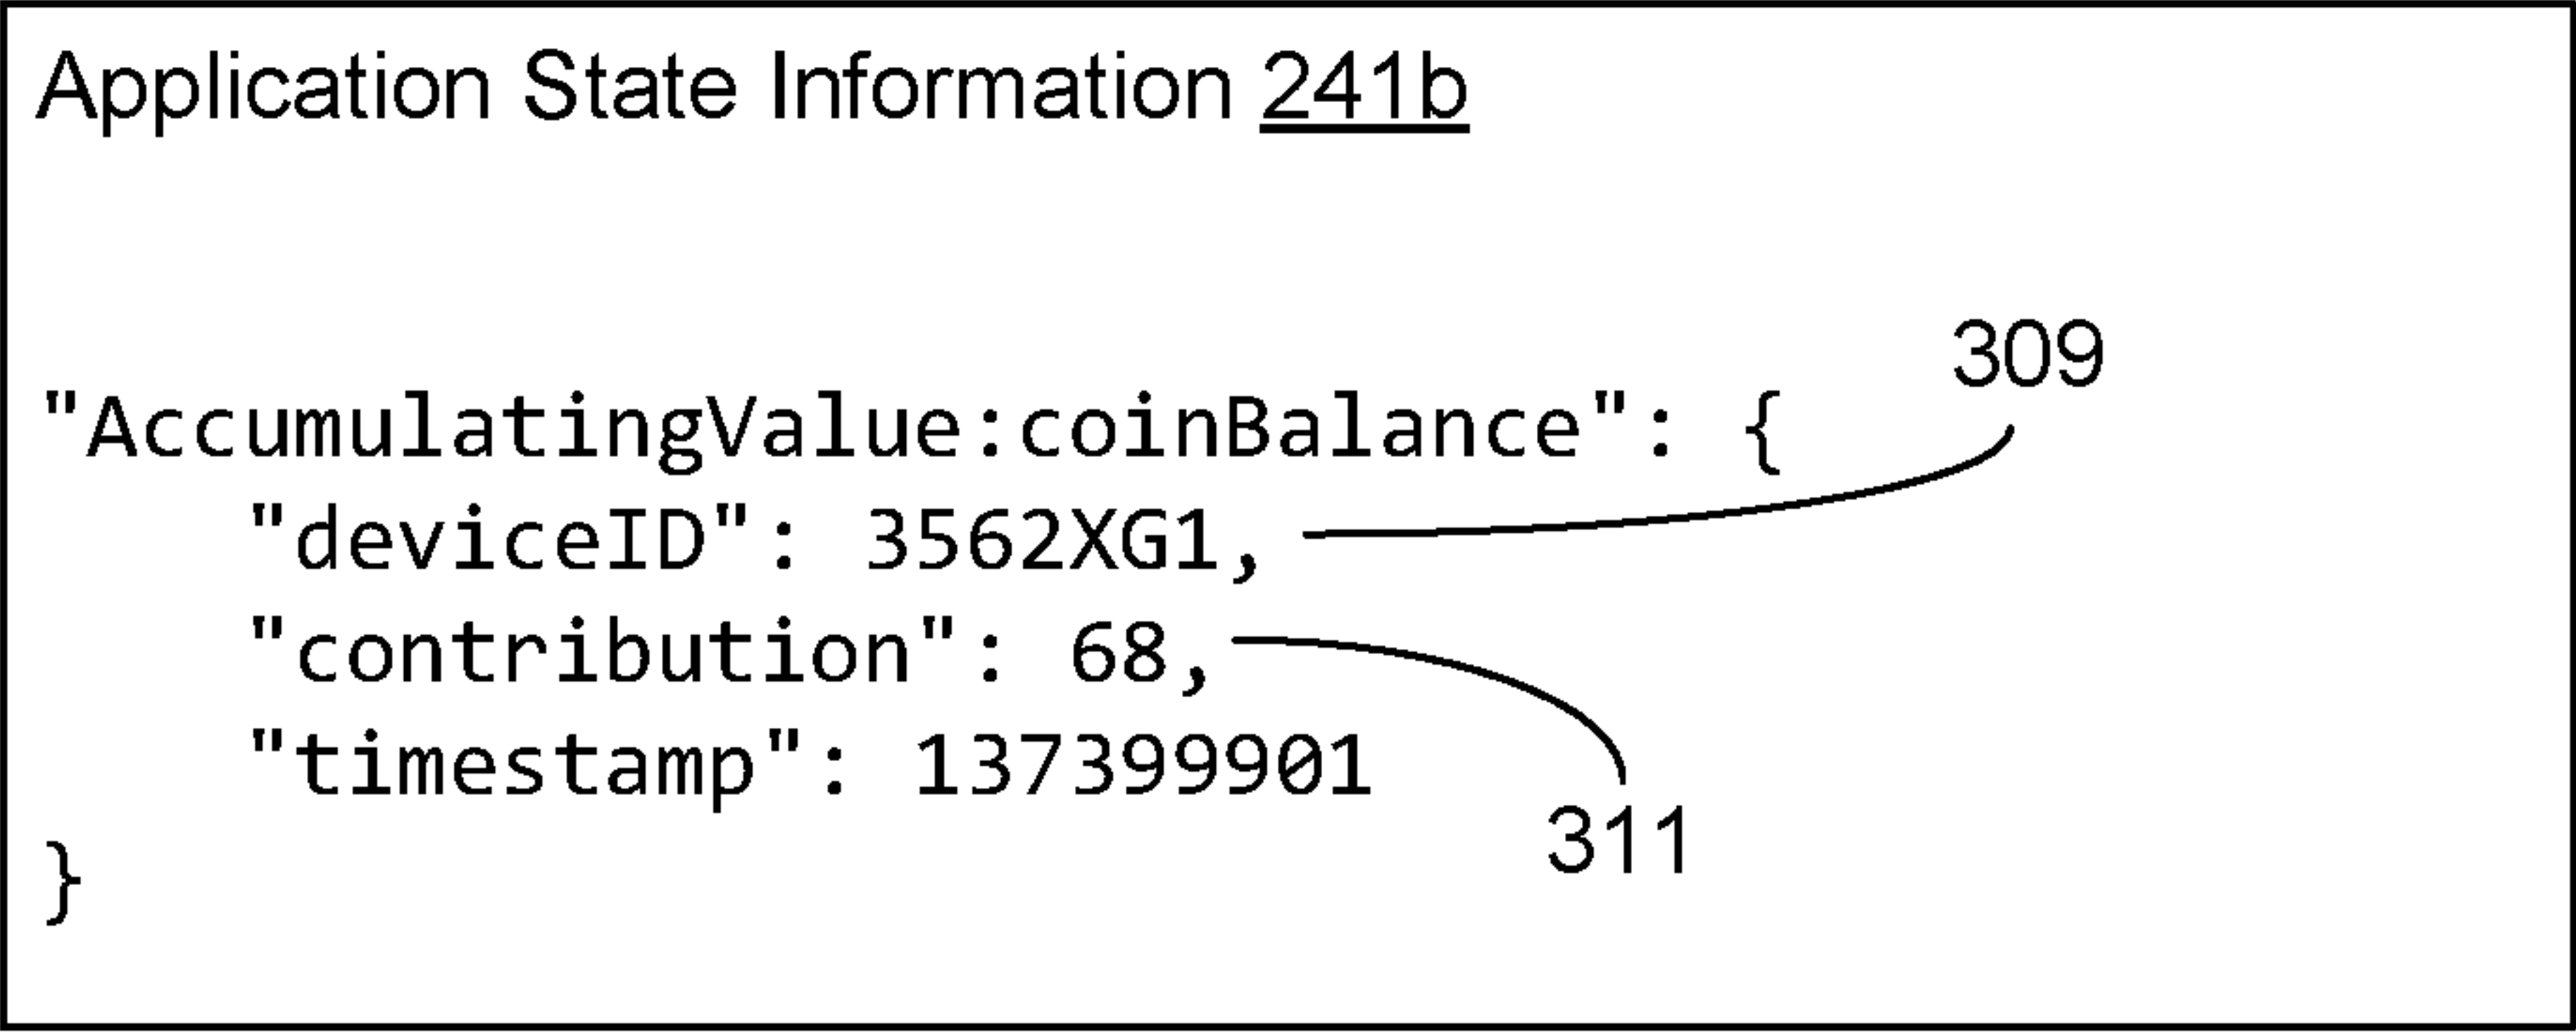 Application State Information 241b
309
"AccumulatingValue:coinBalance": {
"deviceID": 3562XG1,
"contribution": 68,
"timestamp": 137399901
311
}